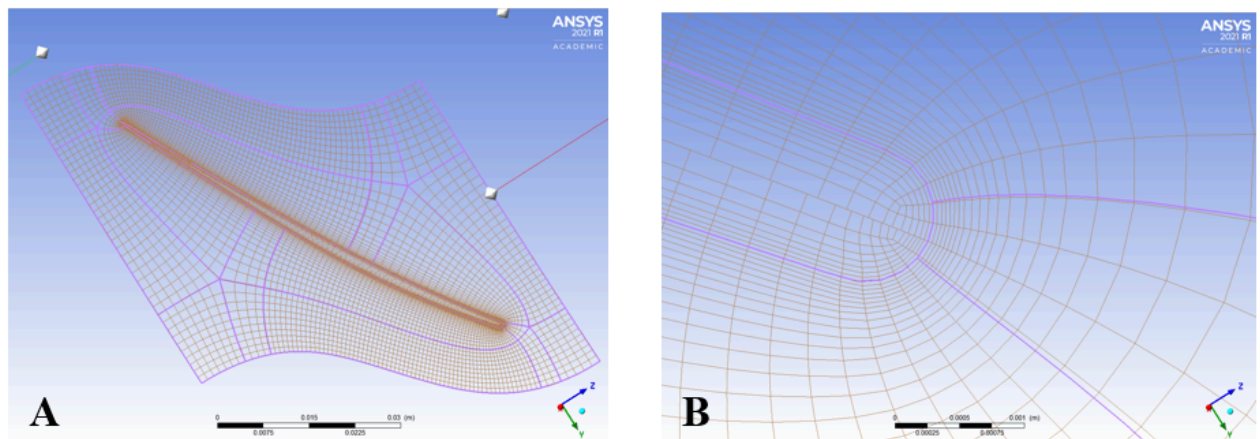 ANSYS
2021 R1
ACADEMIC
0 0.015 0.03 (m)
0.0075 0.0225
Z
Y
A
ANSYS
2021 R1
ACADEMIC
0 0.0005 0.001 (m)
0.00025 0.00075
Z
Y
B